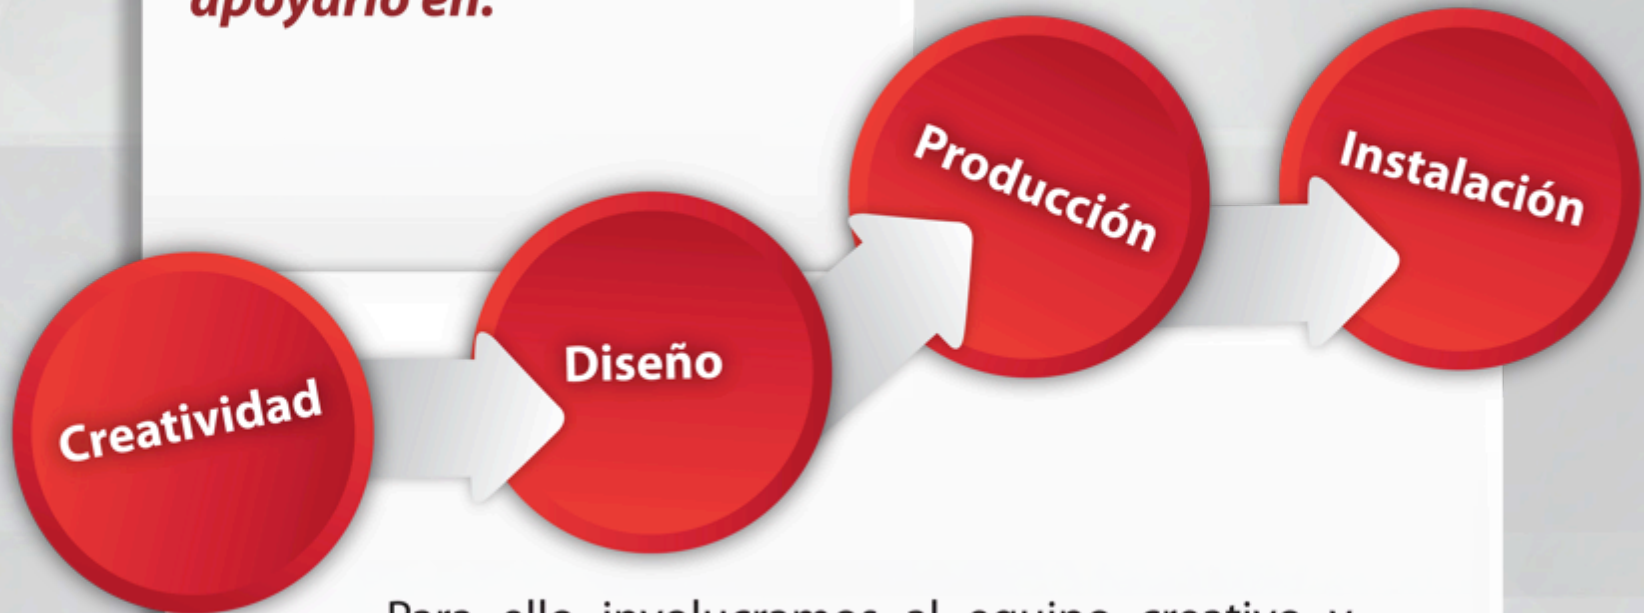 apoyarlo en:
Creatividad
Diseño
Producción
Instalación
Para ello involucramos al equipo creativo y